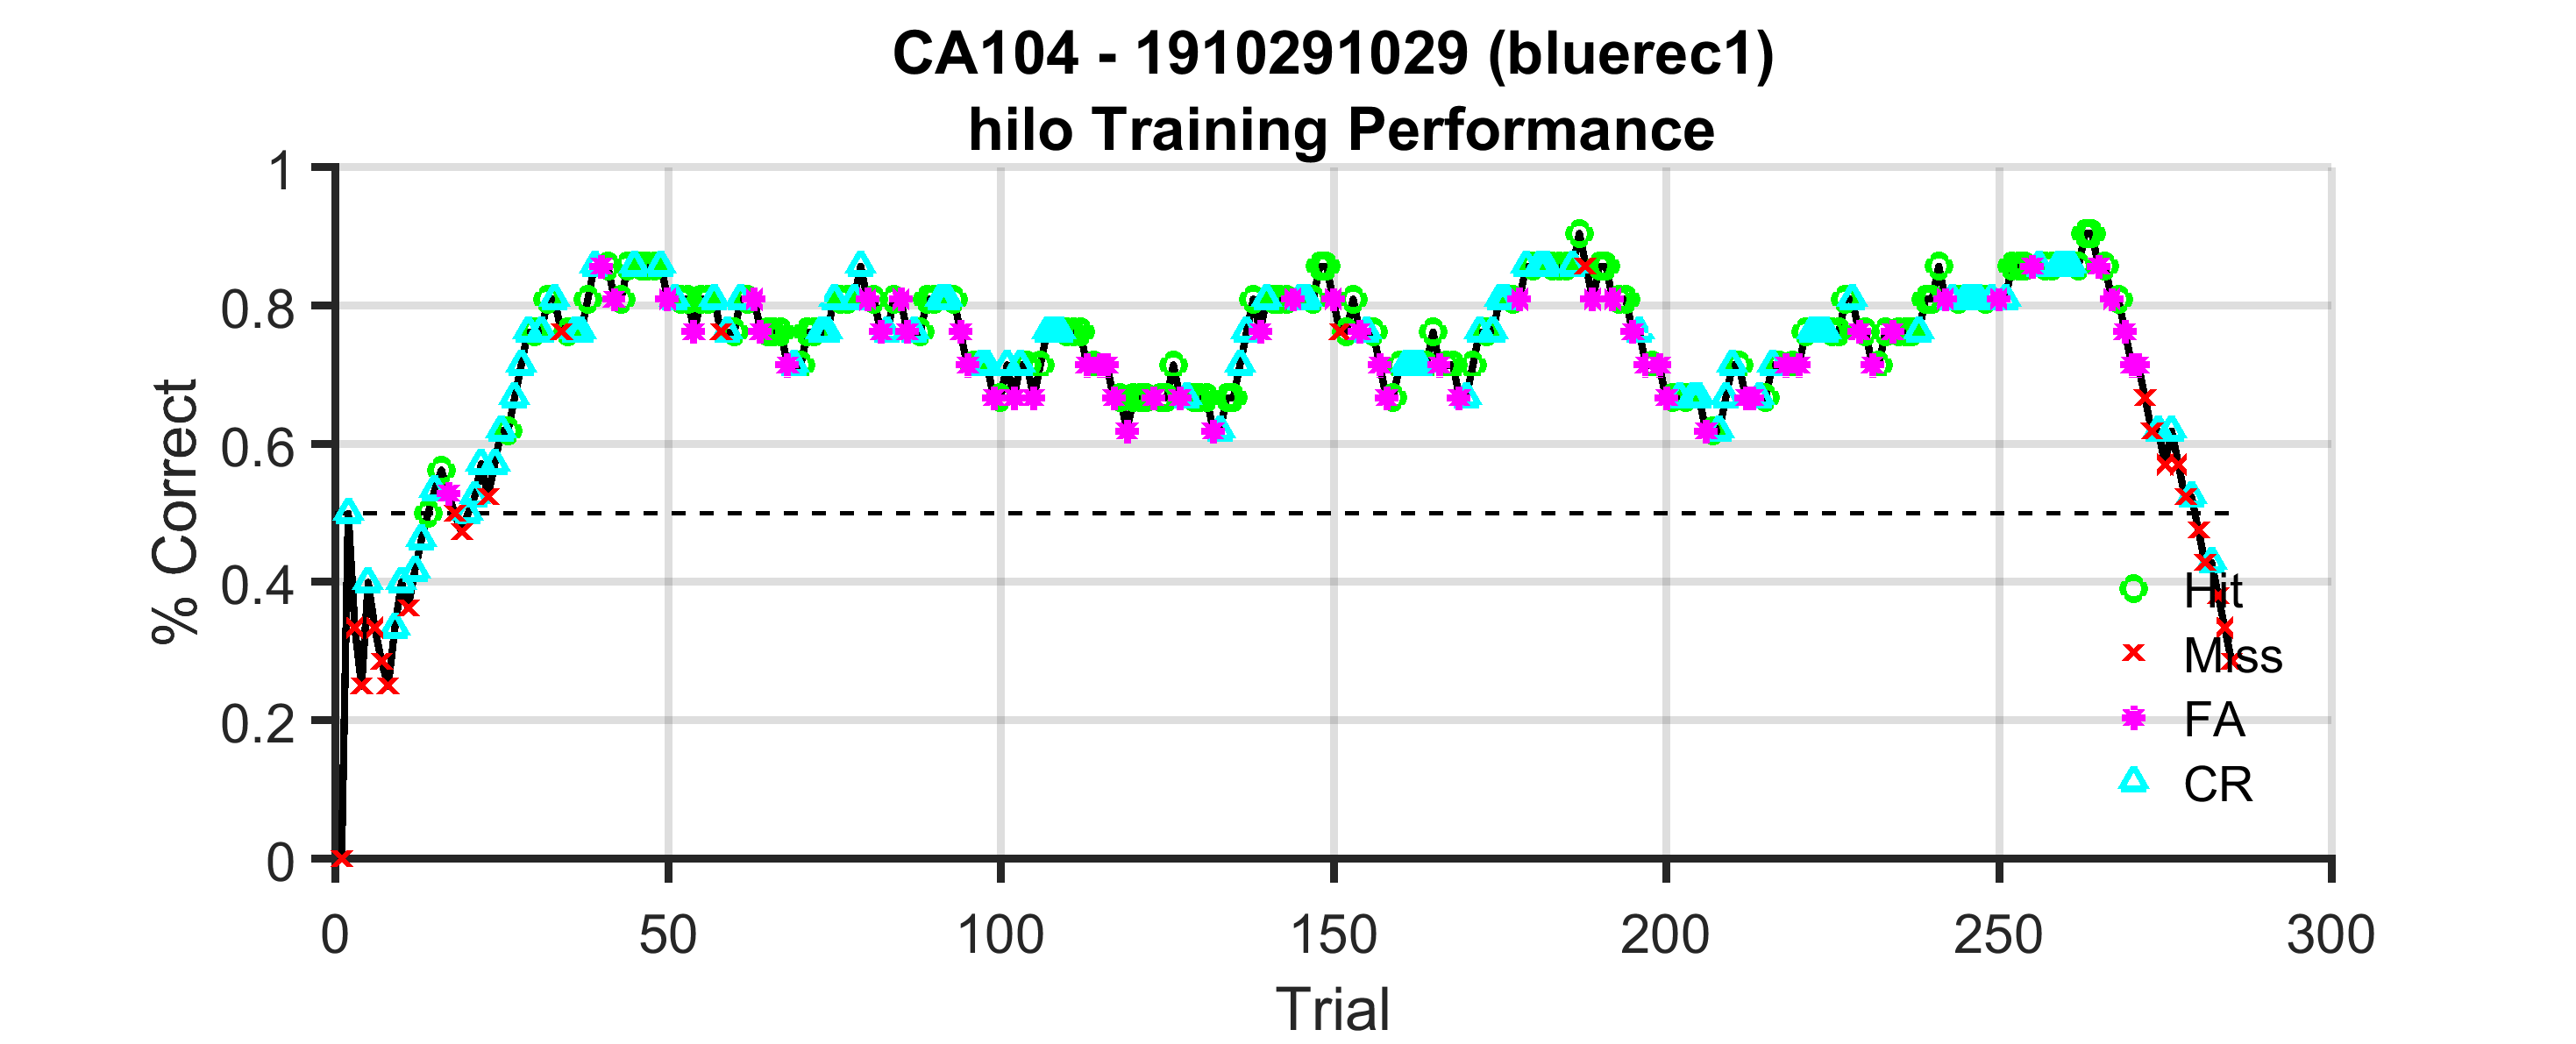 CA104 - 1910291029 (bluerec1)
hilo Training Performance
% Correct
1
0.8
0.6
0.4
0.2
0
0 50 100 150 200 250 300
Trial
Hit
Miss
FA
CR